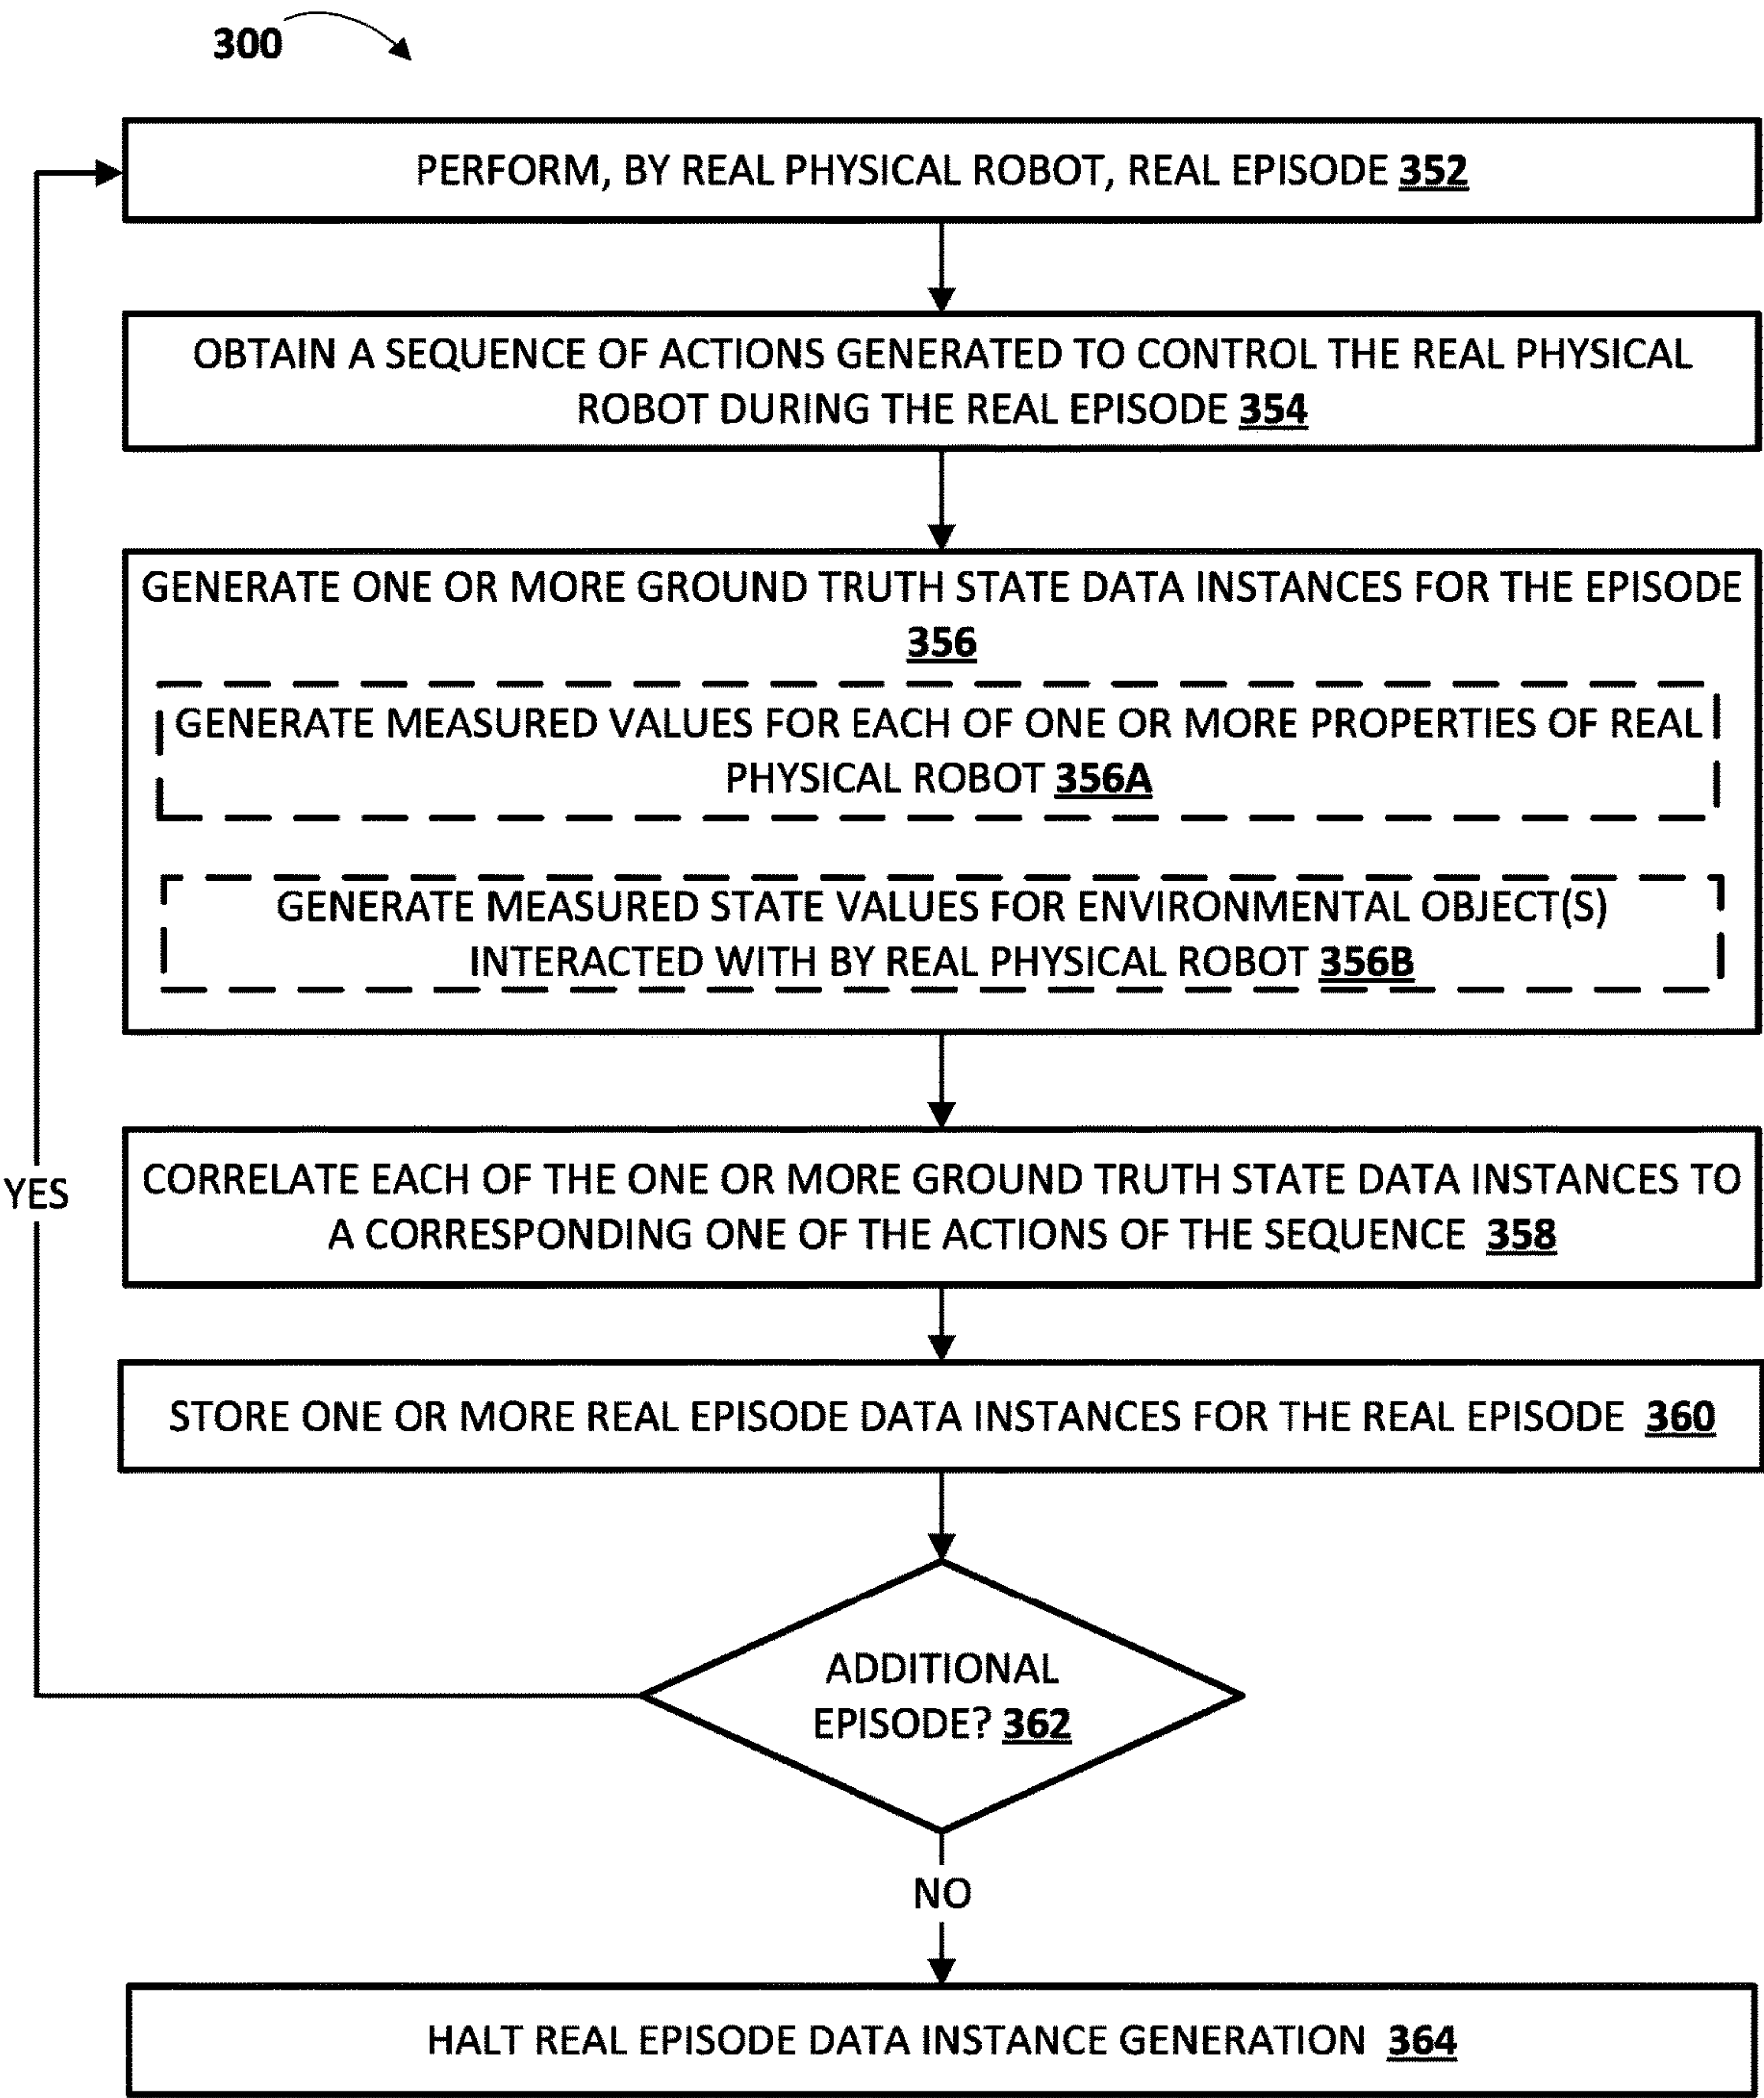 300
PERFORM, BY REAL PHYSICAL ROBOT, REAL EPISODE 352
OBTAIN A SEQUENCE OF ACTIONS GENERATED TO CONTROL THE REAL PHYSICAL
ROBOT DURING THE REAL EPISODE 354
GENERATE ONE OR MORE GROUND TRUTH STATE DATA INSTANCES FOR THE EPISODE
356
GENERATE MEASURED VALUES FOR EACH OF ONE OR MORE PROPERTIES OF REAL
PHYSICAL ROBOT 356A
GENERATE MEASURED STATE VALUES FOR ENVIRONMENTAL OBJECT(S)
INTERACTED WITH BY REAL PHYSICAL ROBOT 356B
CORRELATE EACH OF THE ONE OR MORE GROUND TRUTH STATE DATA INSTANCES TO
A CORRESPONDING ONE OF THE ACTIONS OF THE SEQUENCE 358
YES
STORE ONE OR MORE REAL EPISODE DATA INSTANCES FOR THE REAL EPISODE 360
ADDITIONAL
EPISODE? 362
NO
HALT REAL EPISODE DATA INSTANCE GENERATION 364